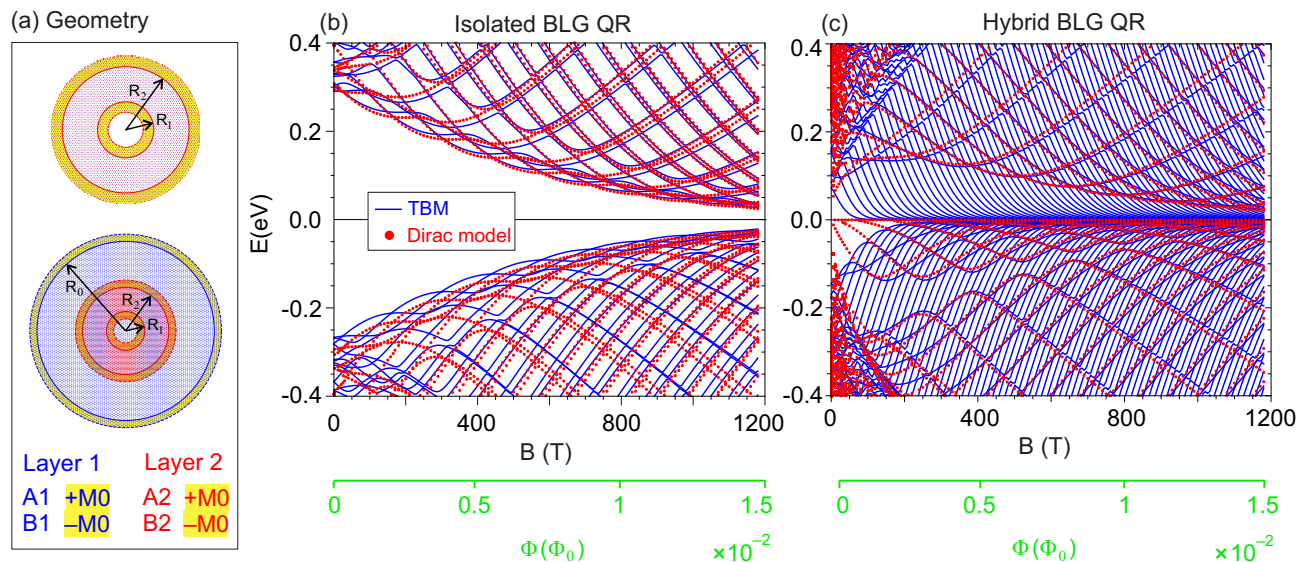 (a) Geometry
R2
R1
R0
R2
R1
Layer 1 Layer 2
A1 +M0 A2 +M0
B1 –M0 B2 –M0
(b) Isolated BLG QR
E(eV)
0.4
0.2
0.0
-0.2
-0.4
TBM
Dirac model
0 400 800 1200
B (T)
0 0.5 1 1.5
Φ(Φ0) ×10−2
(c) Hybrid BLG QR
0.4
0.2
0.0
-0.2
-0.4
0 400 800 1200
B (T)
0 0.5 1 1.5
Φ(Φ0) ×10−2